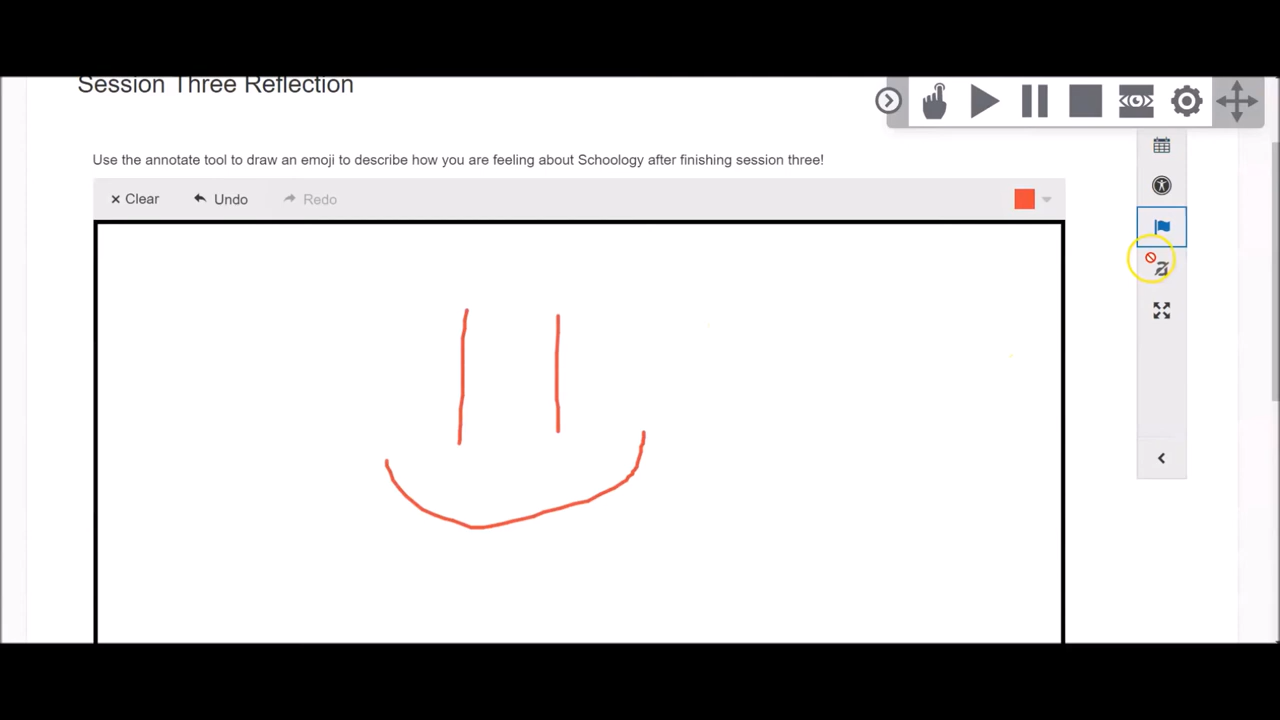 Session Three Reflection
Use the annotate tool to draw an emoji to describe how you are feeling about Schoology after finishing session three!
Clear Undo Redo